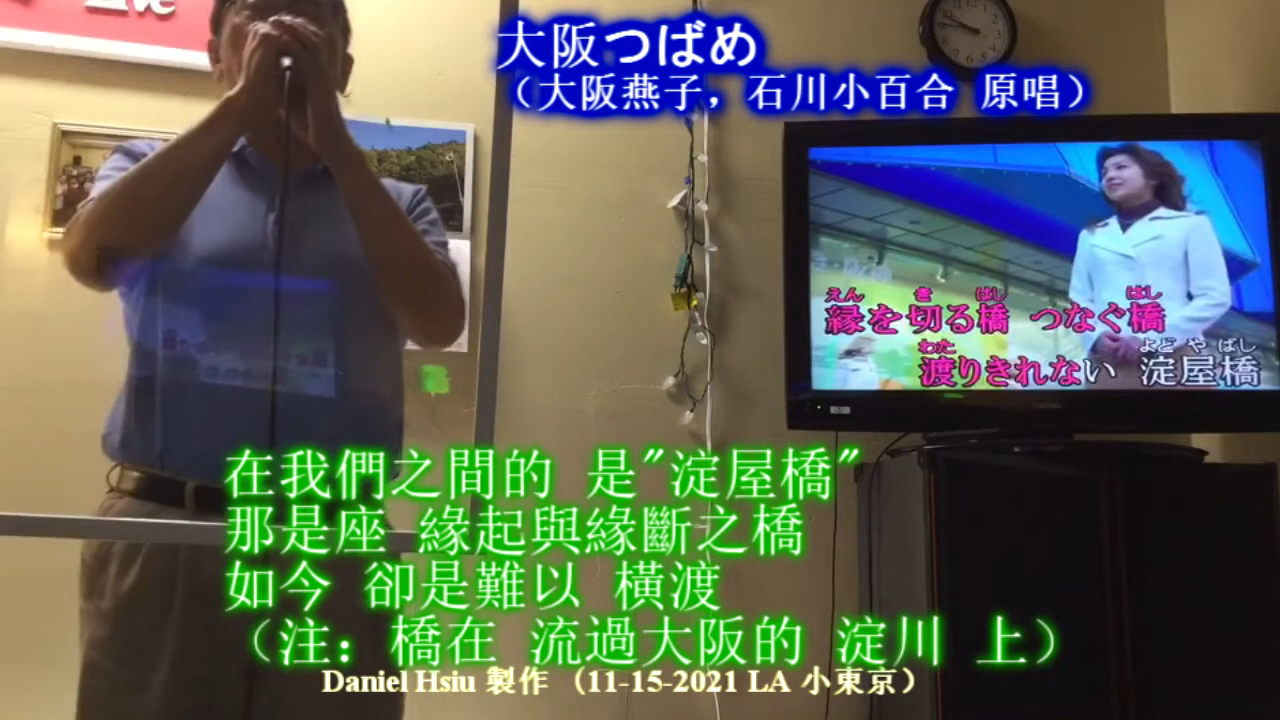 Live
大阪つばめ
（大阪燕子，石川小百合 原唱）
えん き はし はし
縁を切る橋 つなぐ橋
わた よど や ばし
渡りきれない 淀屋橋
在我們之間的 是"淀屋橋"
那是座 緣起與緣斷之橋
如今 卻是難以 橫渡
（注：橋在 流過大阪的 淀川 上）
Daniel Hsiu 製作 （11-15-2021 LA 小東京）